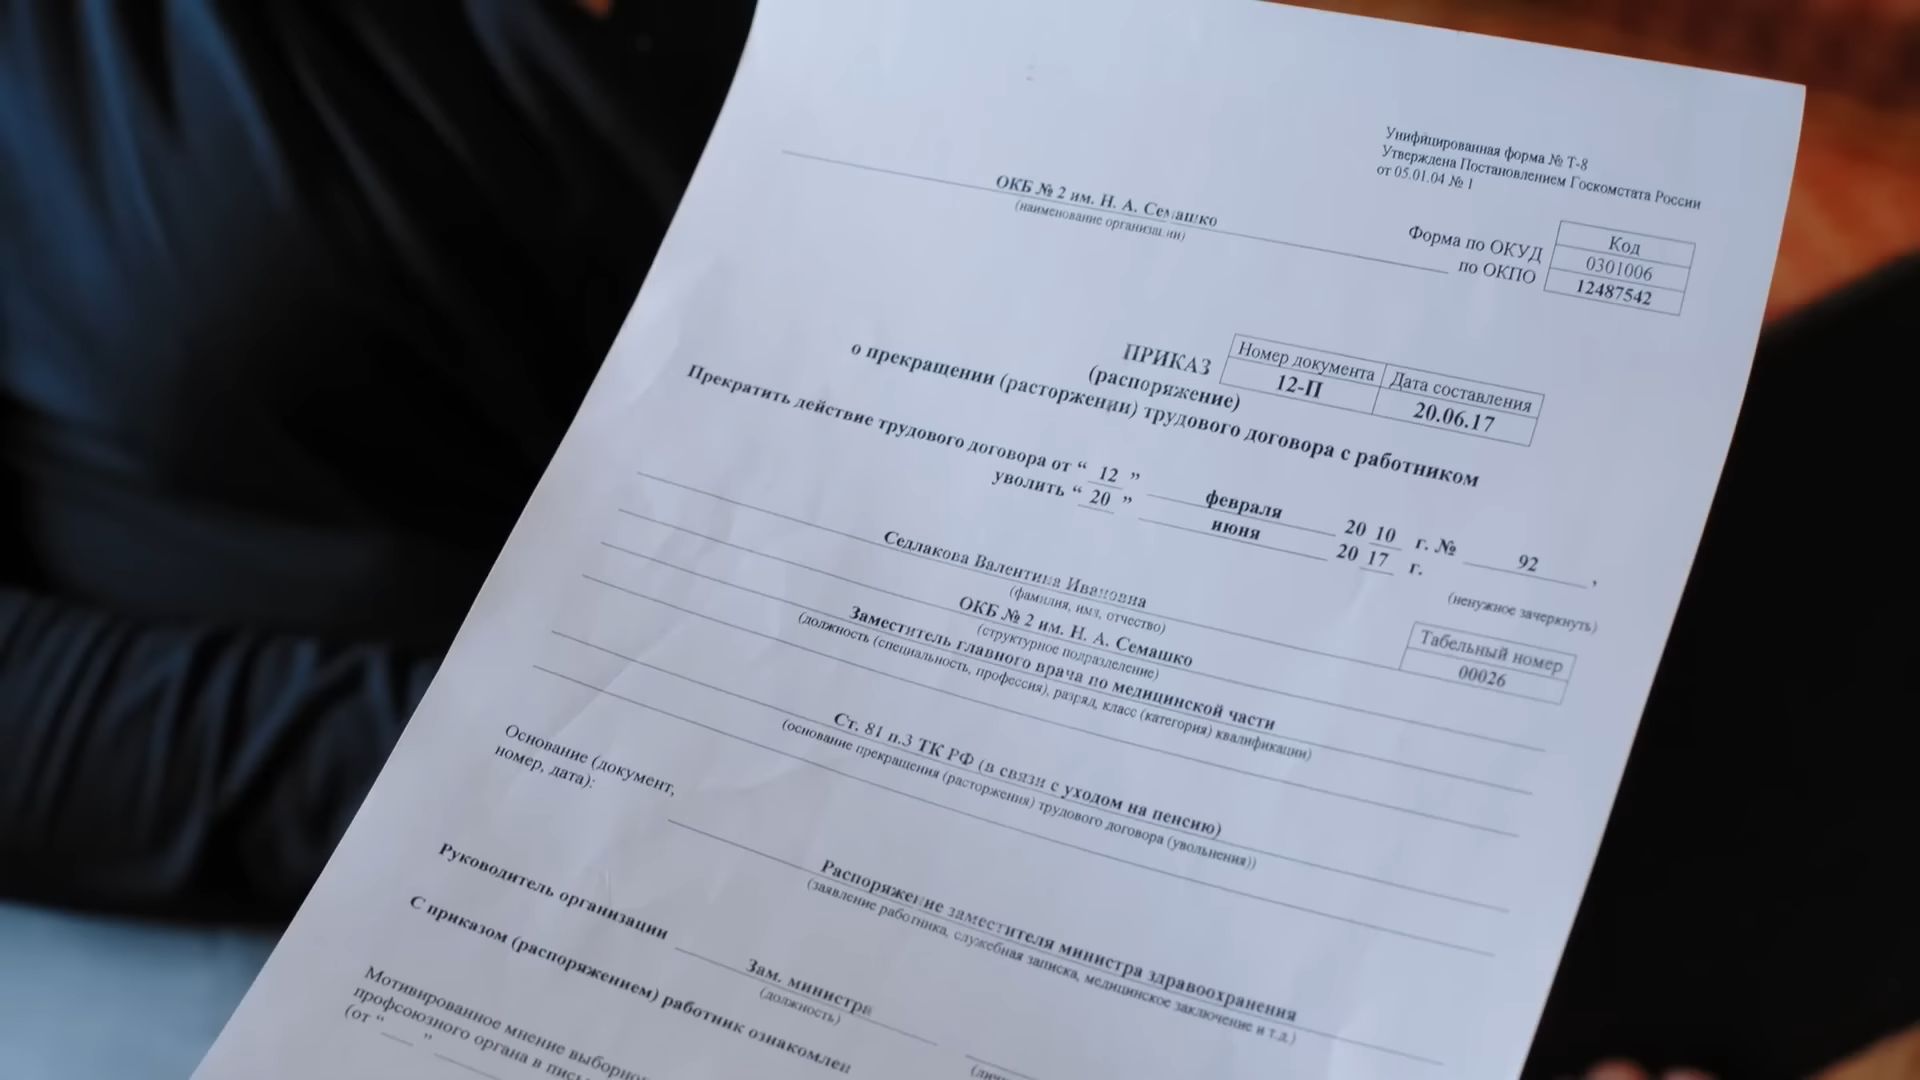 Унифицированная форма № Т-8
Утверждена Постановлением Госкомстата России
от 05.01.04 № 1
ОКБ № 2 им. Н. А. Семашко
(наименование организации)
Код
Форма по ОКУД 0301006
по ОКПО 12487542
Номер документа Дата составления
ПРИКАЗ 12-П 20.06.17
(распоряжение)
о прекращении (расторжении) трудового договора с работником
Прекратить действие трудового договора от “ 12 ” февраля 20 10 г. № 92 ,
уволить “ 20 ” июня 20 17 г.
(ненужное зачеркнуть)
Табельный номер
Седлакова Валентина Ивановна 00026
(фамилия, имя, отчество)
ОКБ № 2 им. Н. А. Семашко
(структурное подразделение)
Заместитель главного врача по медицинской части
(должность (специальность, профессия), разряд, класс (категория) квалификации)
Ст. 81 п.3 ТК РФ (в связи с уходом на пенсию)
(основание прекращения (расторжения) трудового договора (увольнения))
Основание (документ,
номер, дата):
Распоряжение заместителя министра здравоохранения
(заявление работника, служебная записка, медицинское заключение и т.д.)
Руководитель организации Зам. министра
(должность)
С приказом (распоряжением) работник ознакомлен
Мотивированное мнение выборного
профсоюзного органа в
(от “ ”